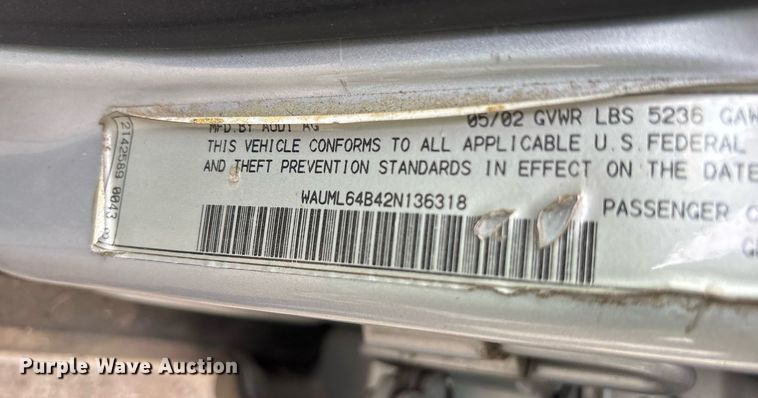 MFD.BY AUDI AG 05/02 GVWR LBS 5236 GAW
THIS VEHICLE CONFORMS TO ALL APPLICABLE U.S.FEDERAL
AND THEFT PREVENTION STANDARDS IN EFFECT ON THE DATE
WAUML64B42N136318
PASSENGER C
2142589 0043
Purple Wave Auction